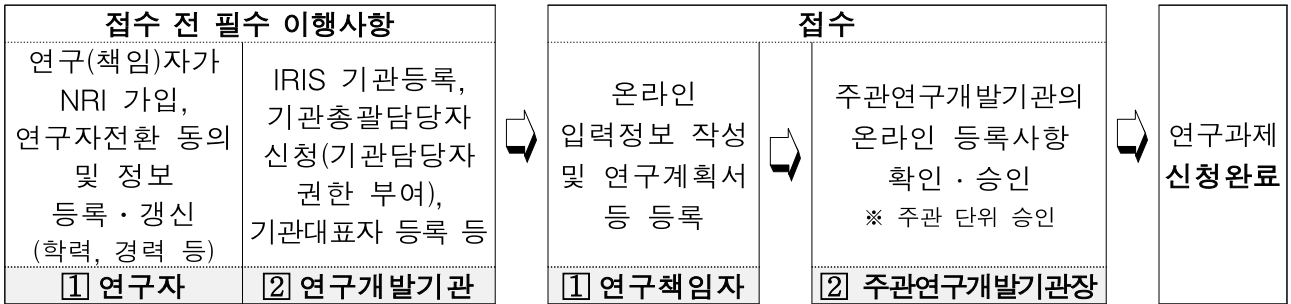 접수 전 필수 이행사항
연구(책임)자가
NRI 가입,
연구자전환 동의
및 정보
등록·갱신
(학력, 경력 등)
1 연구자
IRIS 기관등록,
기관총괄담당자
신청(기관담당자
권한 부여),
기관대표자 등록 등
2 연구개발기관
접수
온라인
입력정보 작성
및 연구계획서
등 등록
1 연구책임자
주관연구개발기관의
온라인 등록사항
확인·승인
※ 주관 단위 승인
2 주관연구개발기관장
연구과제
신청완료